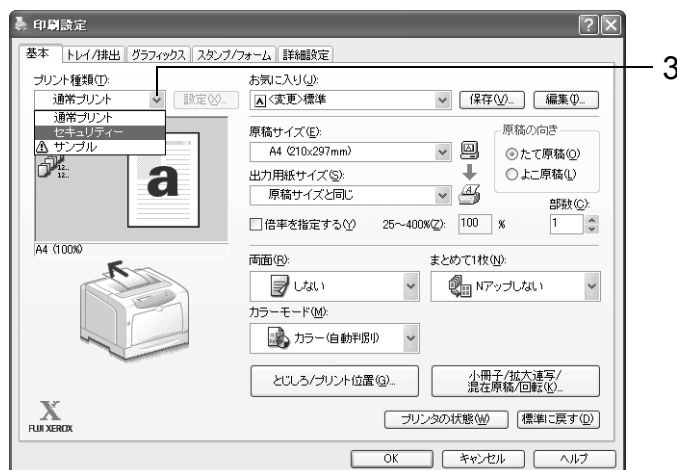 印刷設定
基本 トレイ/排出 グラフィックス スタンプ/フォーム 詳細設定
3
プリント種類(T):
通常プリント 設定(X)...
通常プリント
セキュリティー
サンプル
12..
12..
a
A4 (100%)
X
FUJI XEROX
お気に入り(J):
A <変更>標準 保存(V)... 編集(I)...
原稿サイズ(E):
A4 (210x297mm)
出力用紙サイズ(S):
原稿サイズと同じ
原稿の向き
たて原稿(O)
よこ原稿(L)
部数(C):
倍率を指定する(Y) 25～400%(Z): 100 % 1
両面(R): まとめて1枚(N):
しない Nアップしない
カラーモード(M):
カラー(自動判別)
とじしろ/プリント位置(G)... 小冊子/拡大連写/
混在原稿/回転(K)...
プリンタの状態(W) 標準に戻す(D)
OK キャンセル ヘルプ